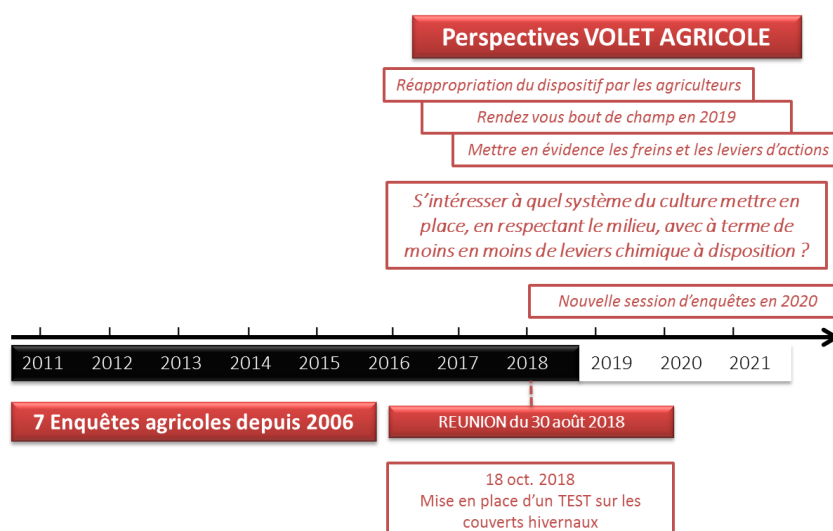 Perspectives VOLET AGRICOLE
Réappropriation du dispositif par les agriculteurs
Rendez vous bout de champ en 2019
Mettre en évidence les freins et les leviers d'actions
S'intéresser à quel système du culture mettre en
place, en respectant le milieu, avec à terme de
moins en moins de leviers chimique à disposition ?
Nouvelle session d'enquêtes en 2020
2011 2012 2013 2014 2015 2016 2017 2018 2019 2020 2021
7 Enquêtes agricoles depuis 2006
REUNION du 30 août 2018
18 oct. 2018
Mise en place d'un TEST sur les
couverts hivernaux